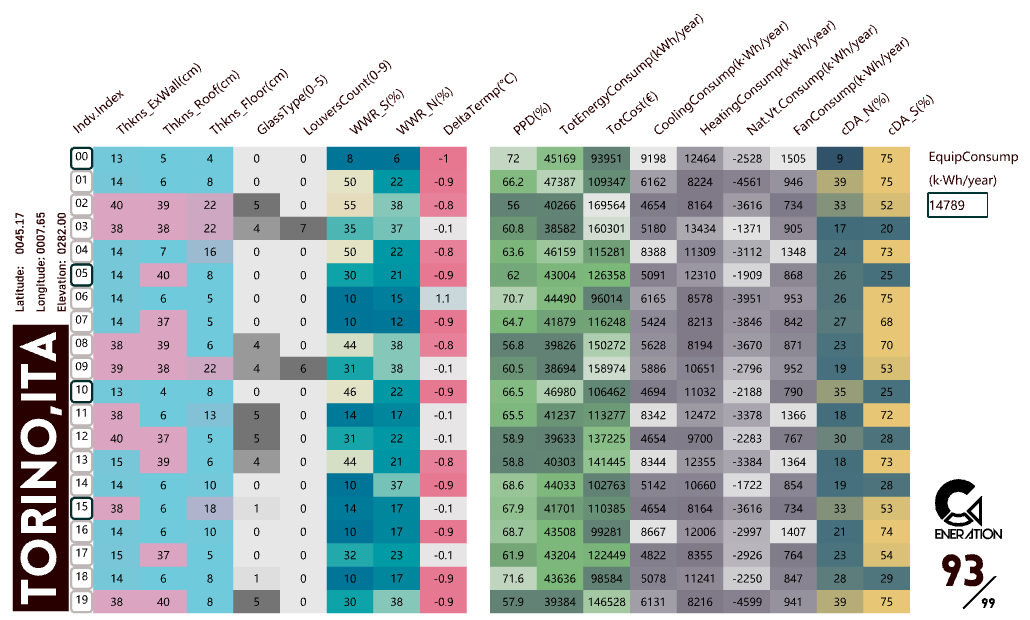 Indv.Index Thkns_ExWall(cm) Thkns_Roof(cm) Thkns_Floor(cm) GlassType(0-5) LouversCount(0-9) WWR_S(%) WWR_N(%) DeltaTermp(°C) PPD(%) TotEnergyConsump(kWh/year) TotCost(€) CoolingConsump(k·Wh/year) HeatingConsump(k·Wh/year) Nat.Vt.Consump(k·Wh/year) FanConsump(k·Wh/year) cDA_N(%) cDA_S(%)
00 13 5 4 0 0 8 6 -1 72 45169 93951 9198 12464 -2528 1505 9 75
01 14 6 8 0 0 50 22 -0.9 66.2 47387 109347 6162 8224 -4561 946 39 75
02 40 39 22 5 0 55 38 -0.8 56 40266 169564 4654 8164 -3616 734 33 52
03 38 38 22 4 7 35 37 -0.1 60.8 38582 160301 5180 13434 -1371 905 17 20
04 14 7 16 0 0 50 22 -0.8 63.6 46159 115281 8388 11309 -3112 1348 24 73
05 14 40 8 0 0 30 21 -0.9 62 43004 126358 5091 12310 -1909 868 26 25
06 14 6 5 0 0 10 15 1.1 70.7 44490 96014 6165 8578 -3951 953 26 75
07 14 37 5 0 0 10 12 -0.9 64.7 41879 116248 5424 8213 -3846 842 27 68
08 38 39 6 4 0 44 38 -0.8 56.8 39826 150272 5628 8194 -3670 871 23 70
09 39 38 22 4 6 31 38 -0.1 60.5 38694 158974 5886 10651 -2796 952 19 53
10 13 4 8 0 0 46 22 -0.9 66.5 46980 106462 4694 11032 -2188 790 35 25
11 38 6 13 5 0 14 17 -0.1 65.5 41237 113277 8342 12472 -3378 1366 18 72
12 40 37 5 5 0 31 22 -0.1 58.9 39633 137225 4654 9700 -2283 767 30 28
13 15 39 6 4 0 44 21 -0.8 58.8 40303 141445 8344 12355 -3384 1364 18 73
14 14 6 10 0 0 10 37 -0.9 68.6 44033 102763 5142 10660 -1722 854 19 28
15 38 6 18 1 0 14 17 -0.1 67.9 41701 110385 4654 8164 -3616 734 33 53
16 14 6 10 0 0 10 17 -0.9 68.7 43508 99281 8667 12006 -2997 1407 21 74
17 15 37 5 0 0 32 23 -0.1 61.9 43204 122449 4822 8355 -2926 764 23 54
18 14 6 8 1 0 10 17 -0.9 71.6 43636 98584 5078 11241 -2250 847 28 29
19 38 40 8 5 0 30 38 -0.9 57.9 39384 146528 6131 8216 -4599 941 39 75
EquipConsump
(k·Wh/year)
14789
Latitude: 0045.17
Longitude: 0007.65
Elevation: 0282.00
TORINO,ITA
ENERATION
93/99